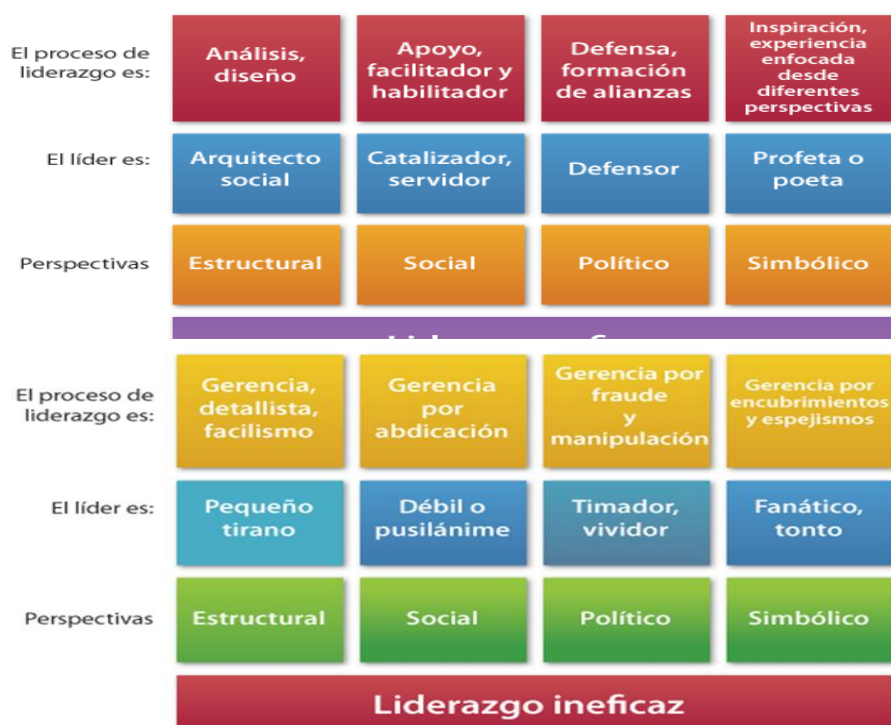 El proceso de
liderazgo es:
Análisis,
diseño
Apoyo,
facilitador y
habilitador
Defensa,
formación
de alianzas
Inspiración,
experiencia
enfocada
desde
diferentes
perspectivas
El líder es:
Arquitecto
social
Catalizador,
servidor
Defensor
Profeta o
poeta
Perspectivas
Estructural
Social
Político
Simbólico
El proceso de
liderazgo es:
Gerencia,
detallista,
facilismo
Gerencia
por
abdicación
Gerencia por
fraude
y
manipulación
Gerencia por
encubrimientos
y espejismos
El líder es:
Pequeño
tirano
Débil o
pusilánime
Timador,
vividor
Fanático,
tonto
Perspectivas
Estructural
Social
Político
Simbólico
Liderazgo ineficaz